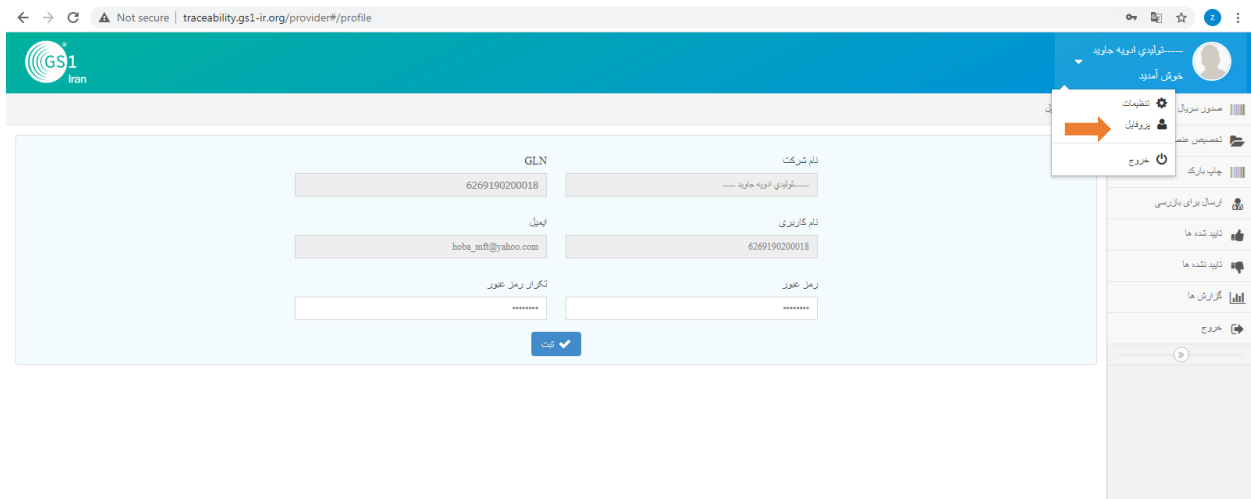 Not secure | traceability.gs1-ir.org/provider#/profile
z
GS1
Iran
-----تولیدي ادویه جاوید
خوش آمدید
تنظیمات
پروفایل
خروج
صدور سریال
تخصیص
چاپ بارکد
ارسال برای بازرسی
تایید شده ها
تایید نشده ها
گزارش ها
خروج
نام شرکت
GLN
-----تولیدي ادویه جاوید ----
6269190200018
نام کاربری
ایمیل
6269190200018
hoba_mft@yahoo.com
رمز عبور
تکرار رمز عبور
ثبت